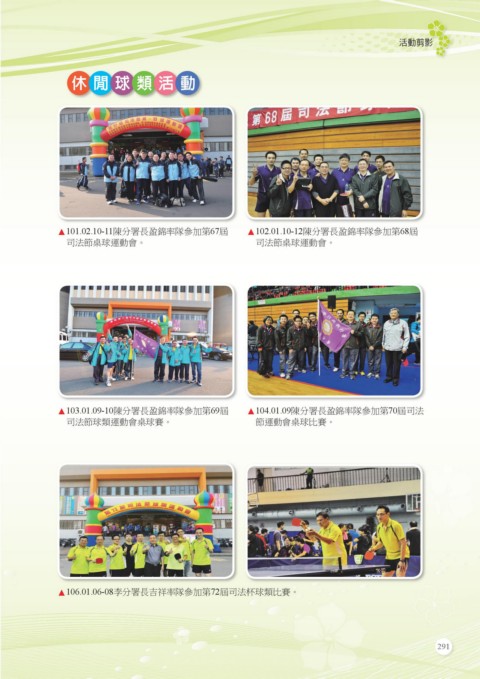 活動剪影
休閒球類活動
第68屆司法節
▲101.02.10-11陳分署長盈錦率隊參加第67屆
司法節桌球運動會。
▲102.01.10-12陳分署長盈錦率隊參加第68屆
司法節桌球運動會。
▲103.01.09-10陳分署長盈錦率隊參加第69屆
司法節球類運動會桌球賽。
▲104.01.09陳分署長盈錦率隊參加第70屆司法
節運動會桌球比賽。
▲106.01.06-08李分署長吉祥率隊參加第72屆司法杯球類比賽。
291